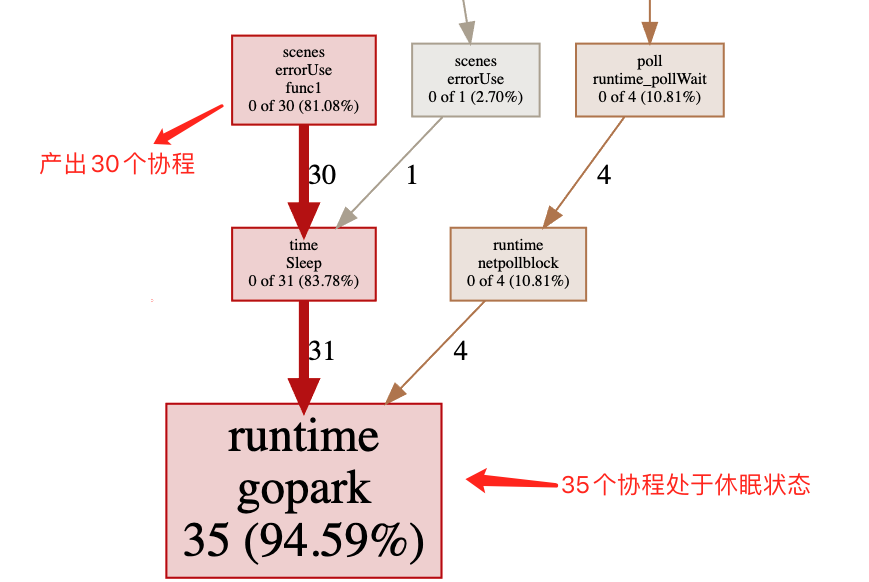 scenes
errorUse
func1
0 of 30 (81.08%)
scenes
errorUse
0 of 1 (2.70%)
poll
runtime_pollWait
0 of 4 (10.81%)
产出30个协程
30
1
4
time
Sleep
0 of 31 (83.78%)
runtime
netpollblock
0 of 4 (10.81%)
31
4
runtime
gopark
35 (94.59%)
35个协程处于休眠状态